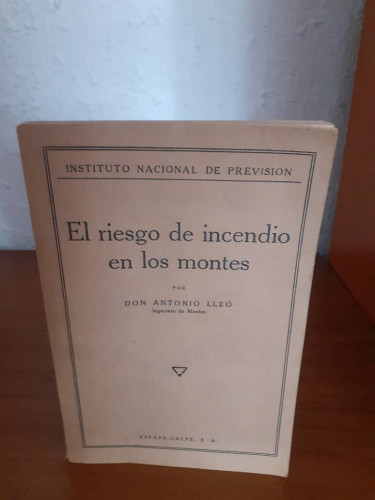 INSTITUTO NACIONAL DE PREVISION
El riesgo de incendio
en los montes
POR
DON ANTONIO LLEÓ
Ingeniero de Montes
ESPASA-CALPE, S. A.